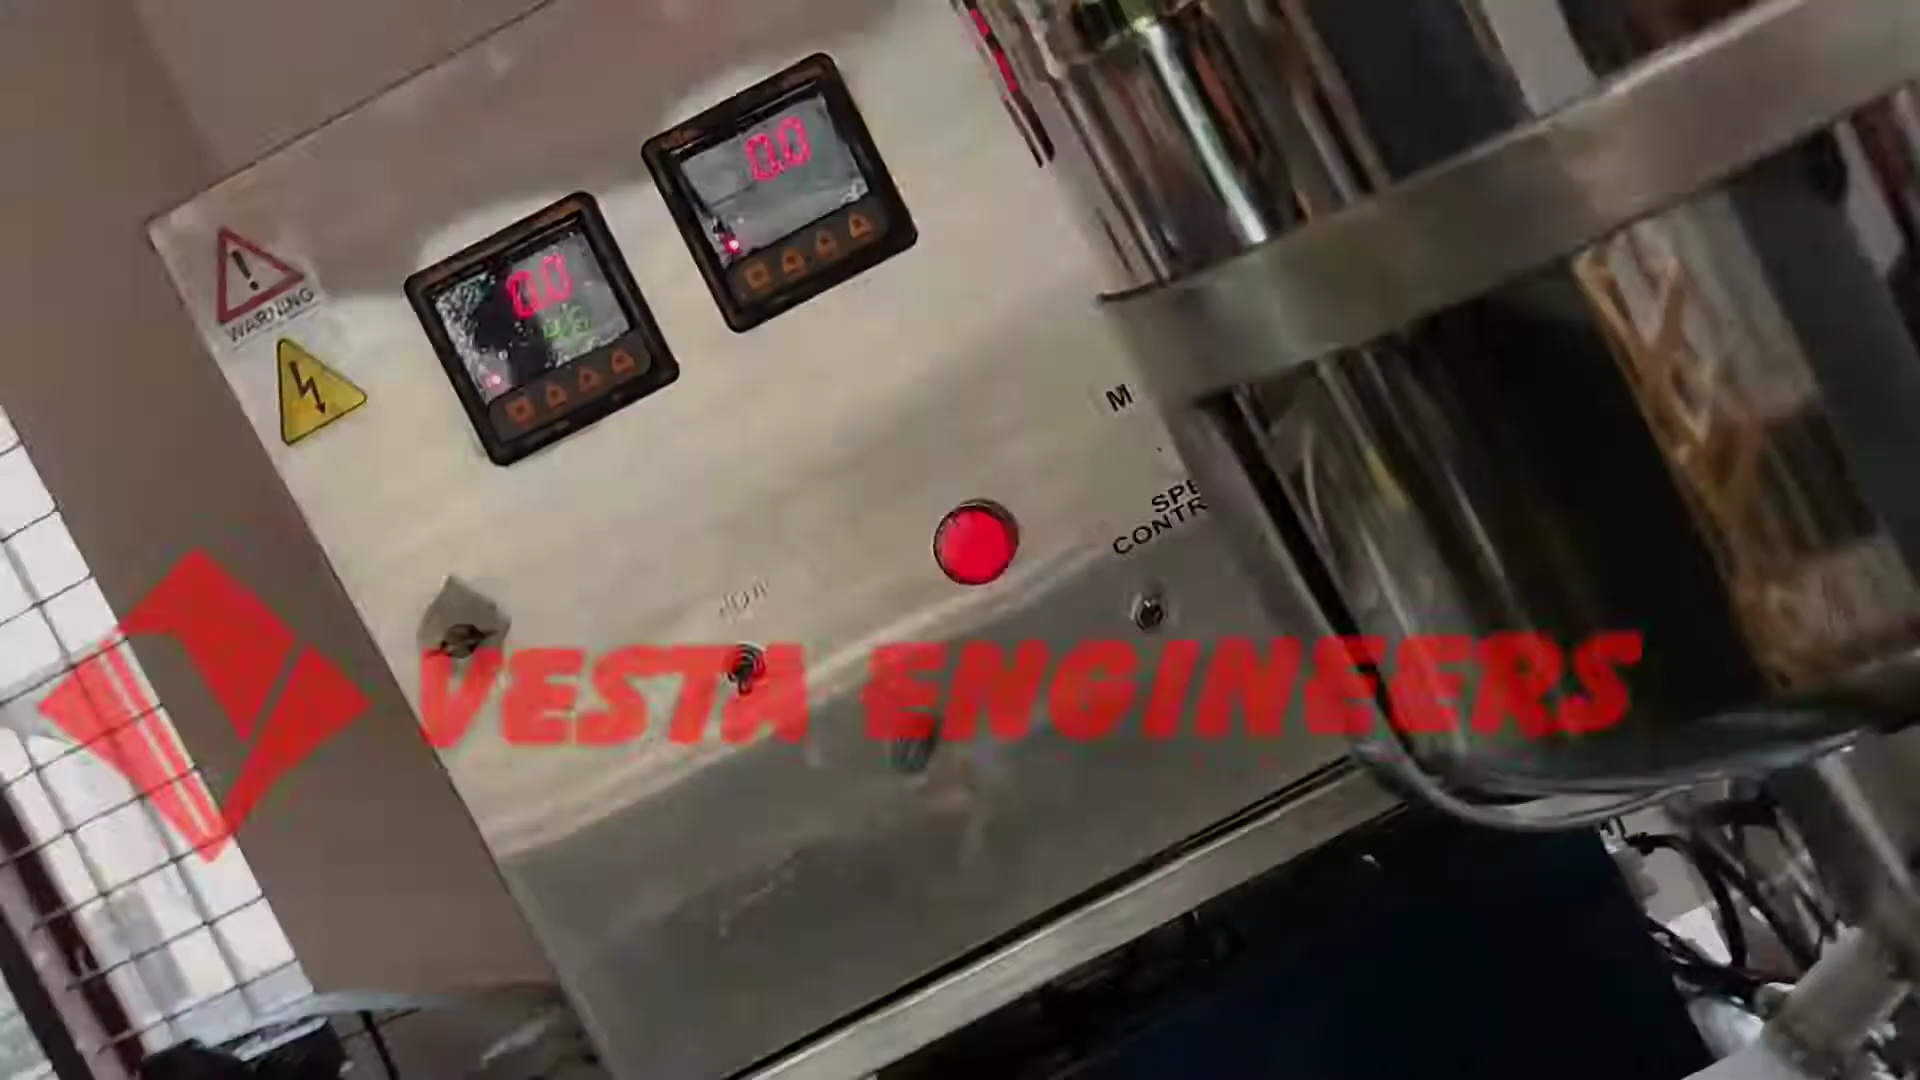 0.0
0.0
WARNING
M
SPE
CONTR
VESTA ENGINEERS